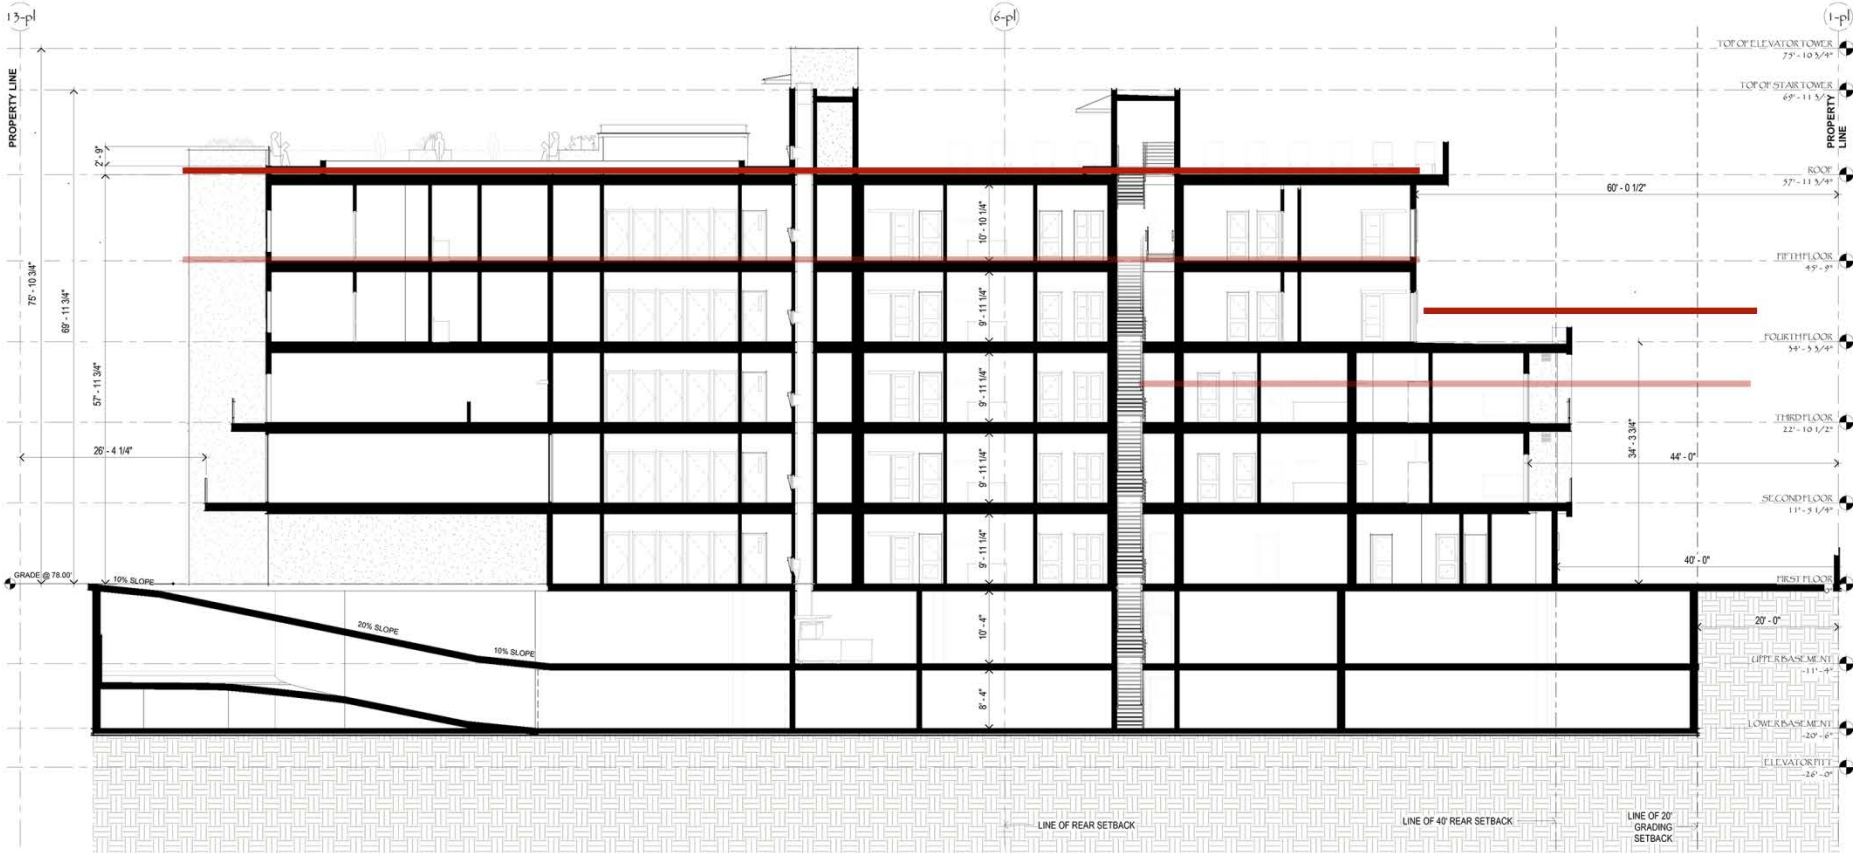 13-pl
6-pl
1-pl
TOP OF ELEVATOR TOWER
75' - 10 3/4"
TOP OF STAIR TOWER
69' - 11 3/
PROPERTY LINE
PROPERTY
LINE
2' - 9"
ROOF
57' - 11 3/4"
60' - 0 1/2"
10' - 10 1/4"
75' - 10 3/4"
69' - 11 3/4"
57' - 11 3/4"
FIFTH FLOOR
45' - 9"
9' - 11 1/4"
FOURTH FLOOR
34' - 3 3/4"
9' - 11 1/4"
THIRD FLOOR
22' - 10 1/2"
26' - 4 1/4"
9' - 11 1/4"
34' - 3 3/4"
44' - 0"
SECOND FLOOR
11' - 5 1/4"
9' - 11 1/4"
40' - 0"
GRADE @ 78.00'
10% SLOPE
FIRST FLOOR
20% SLOPE
10% SLOPE
10' - 4"
20' - 0"
UPPER BASEMENT
-11' - 4"
8' - 4"
LOWER BASEMENT
-20' - 6"
ELEVATOR PIT
-26' - 0"
LINE OF REAR SETBACK
LINE OF 40' REAR SETBACK
LINE OF 20'
GRADING
SETBACK